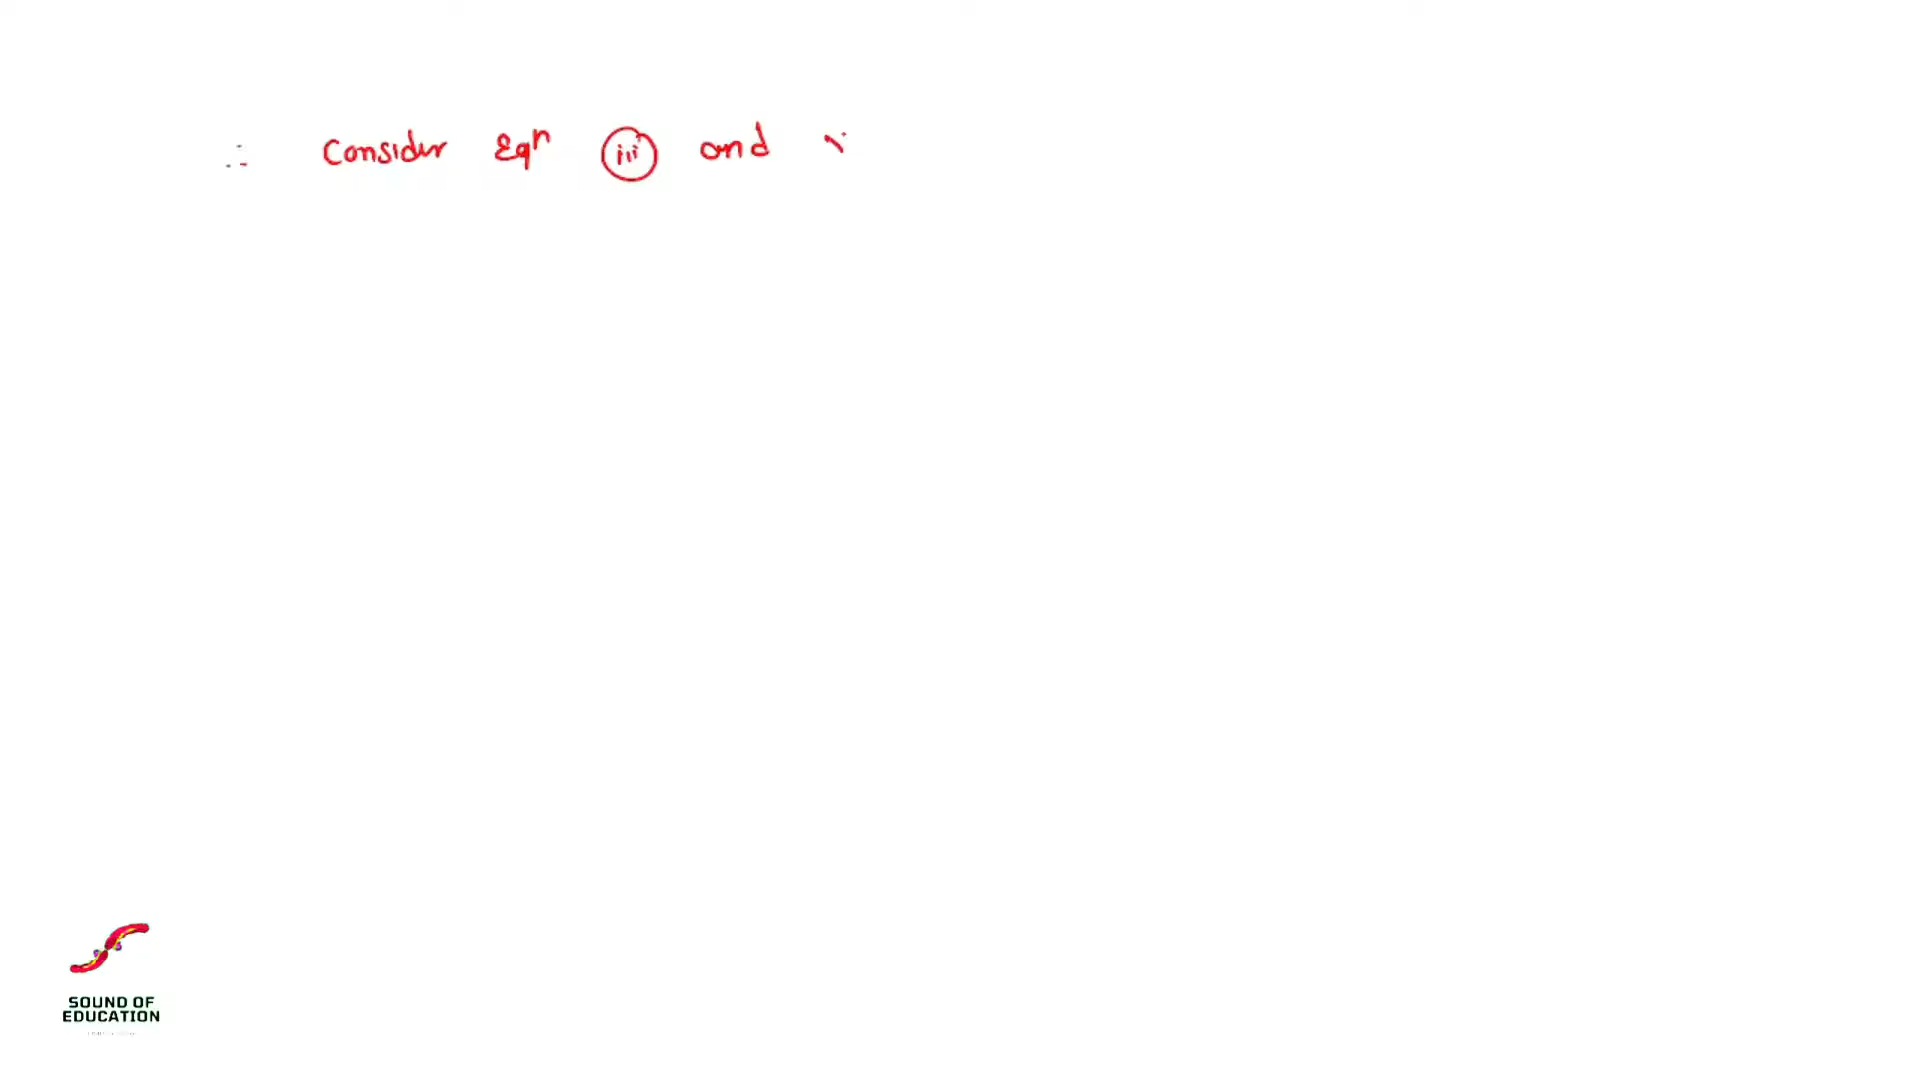 ∴ Consider Eqⁿ (iii) and
SOUND OF
EDUCATION